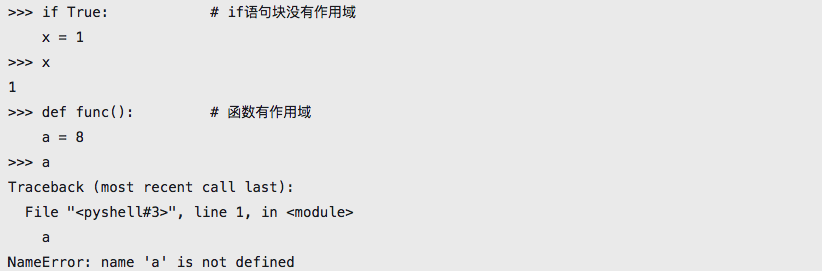 >>> if True:            # if语句块没有作用域
    x = 1
>>> x
1
>>> def func():         # 函数有作用域
    a = 8
>>> a
Traceback (most recent call last):
  File "<pyshell#3>", line 1, in <module>
    a
NameError: name 'a' is not defined